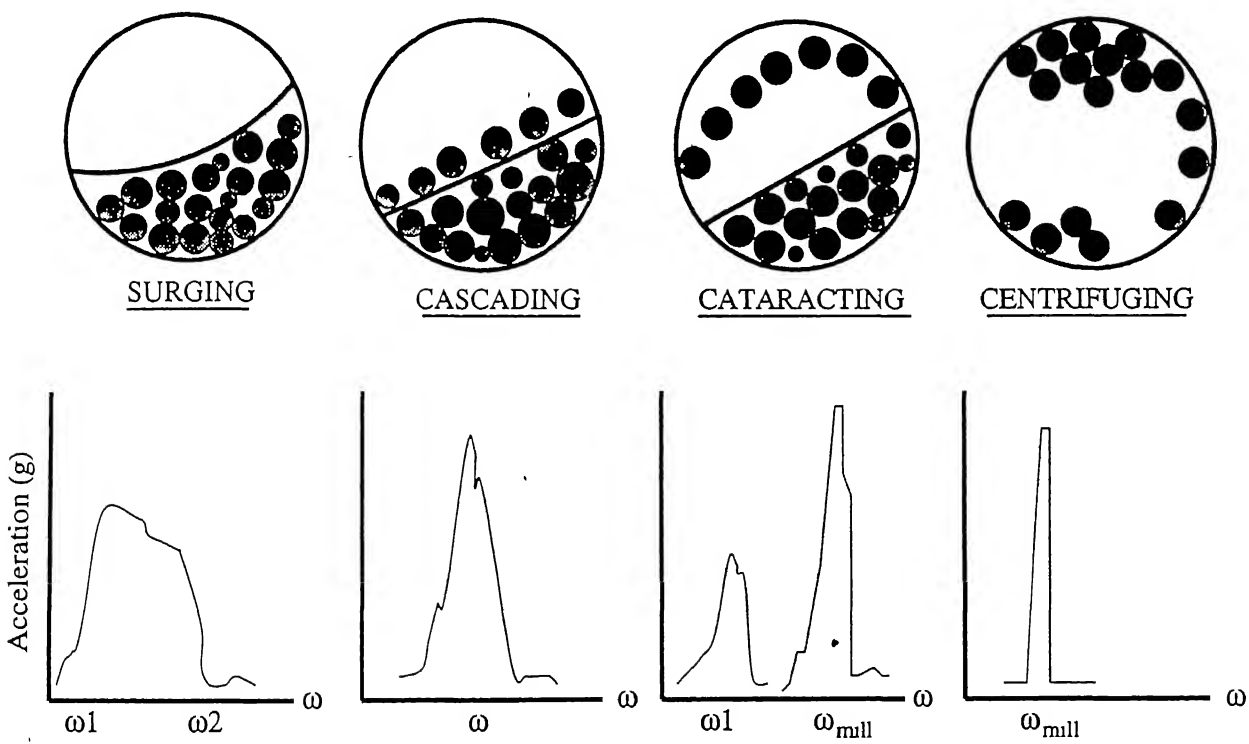 SURGING
CASCADING
CATARACTING
CENTRIFUGING
Acceleration (g)
ω ω ω ω
ω1 ω2 ω ω1 ωmill ωmill